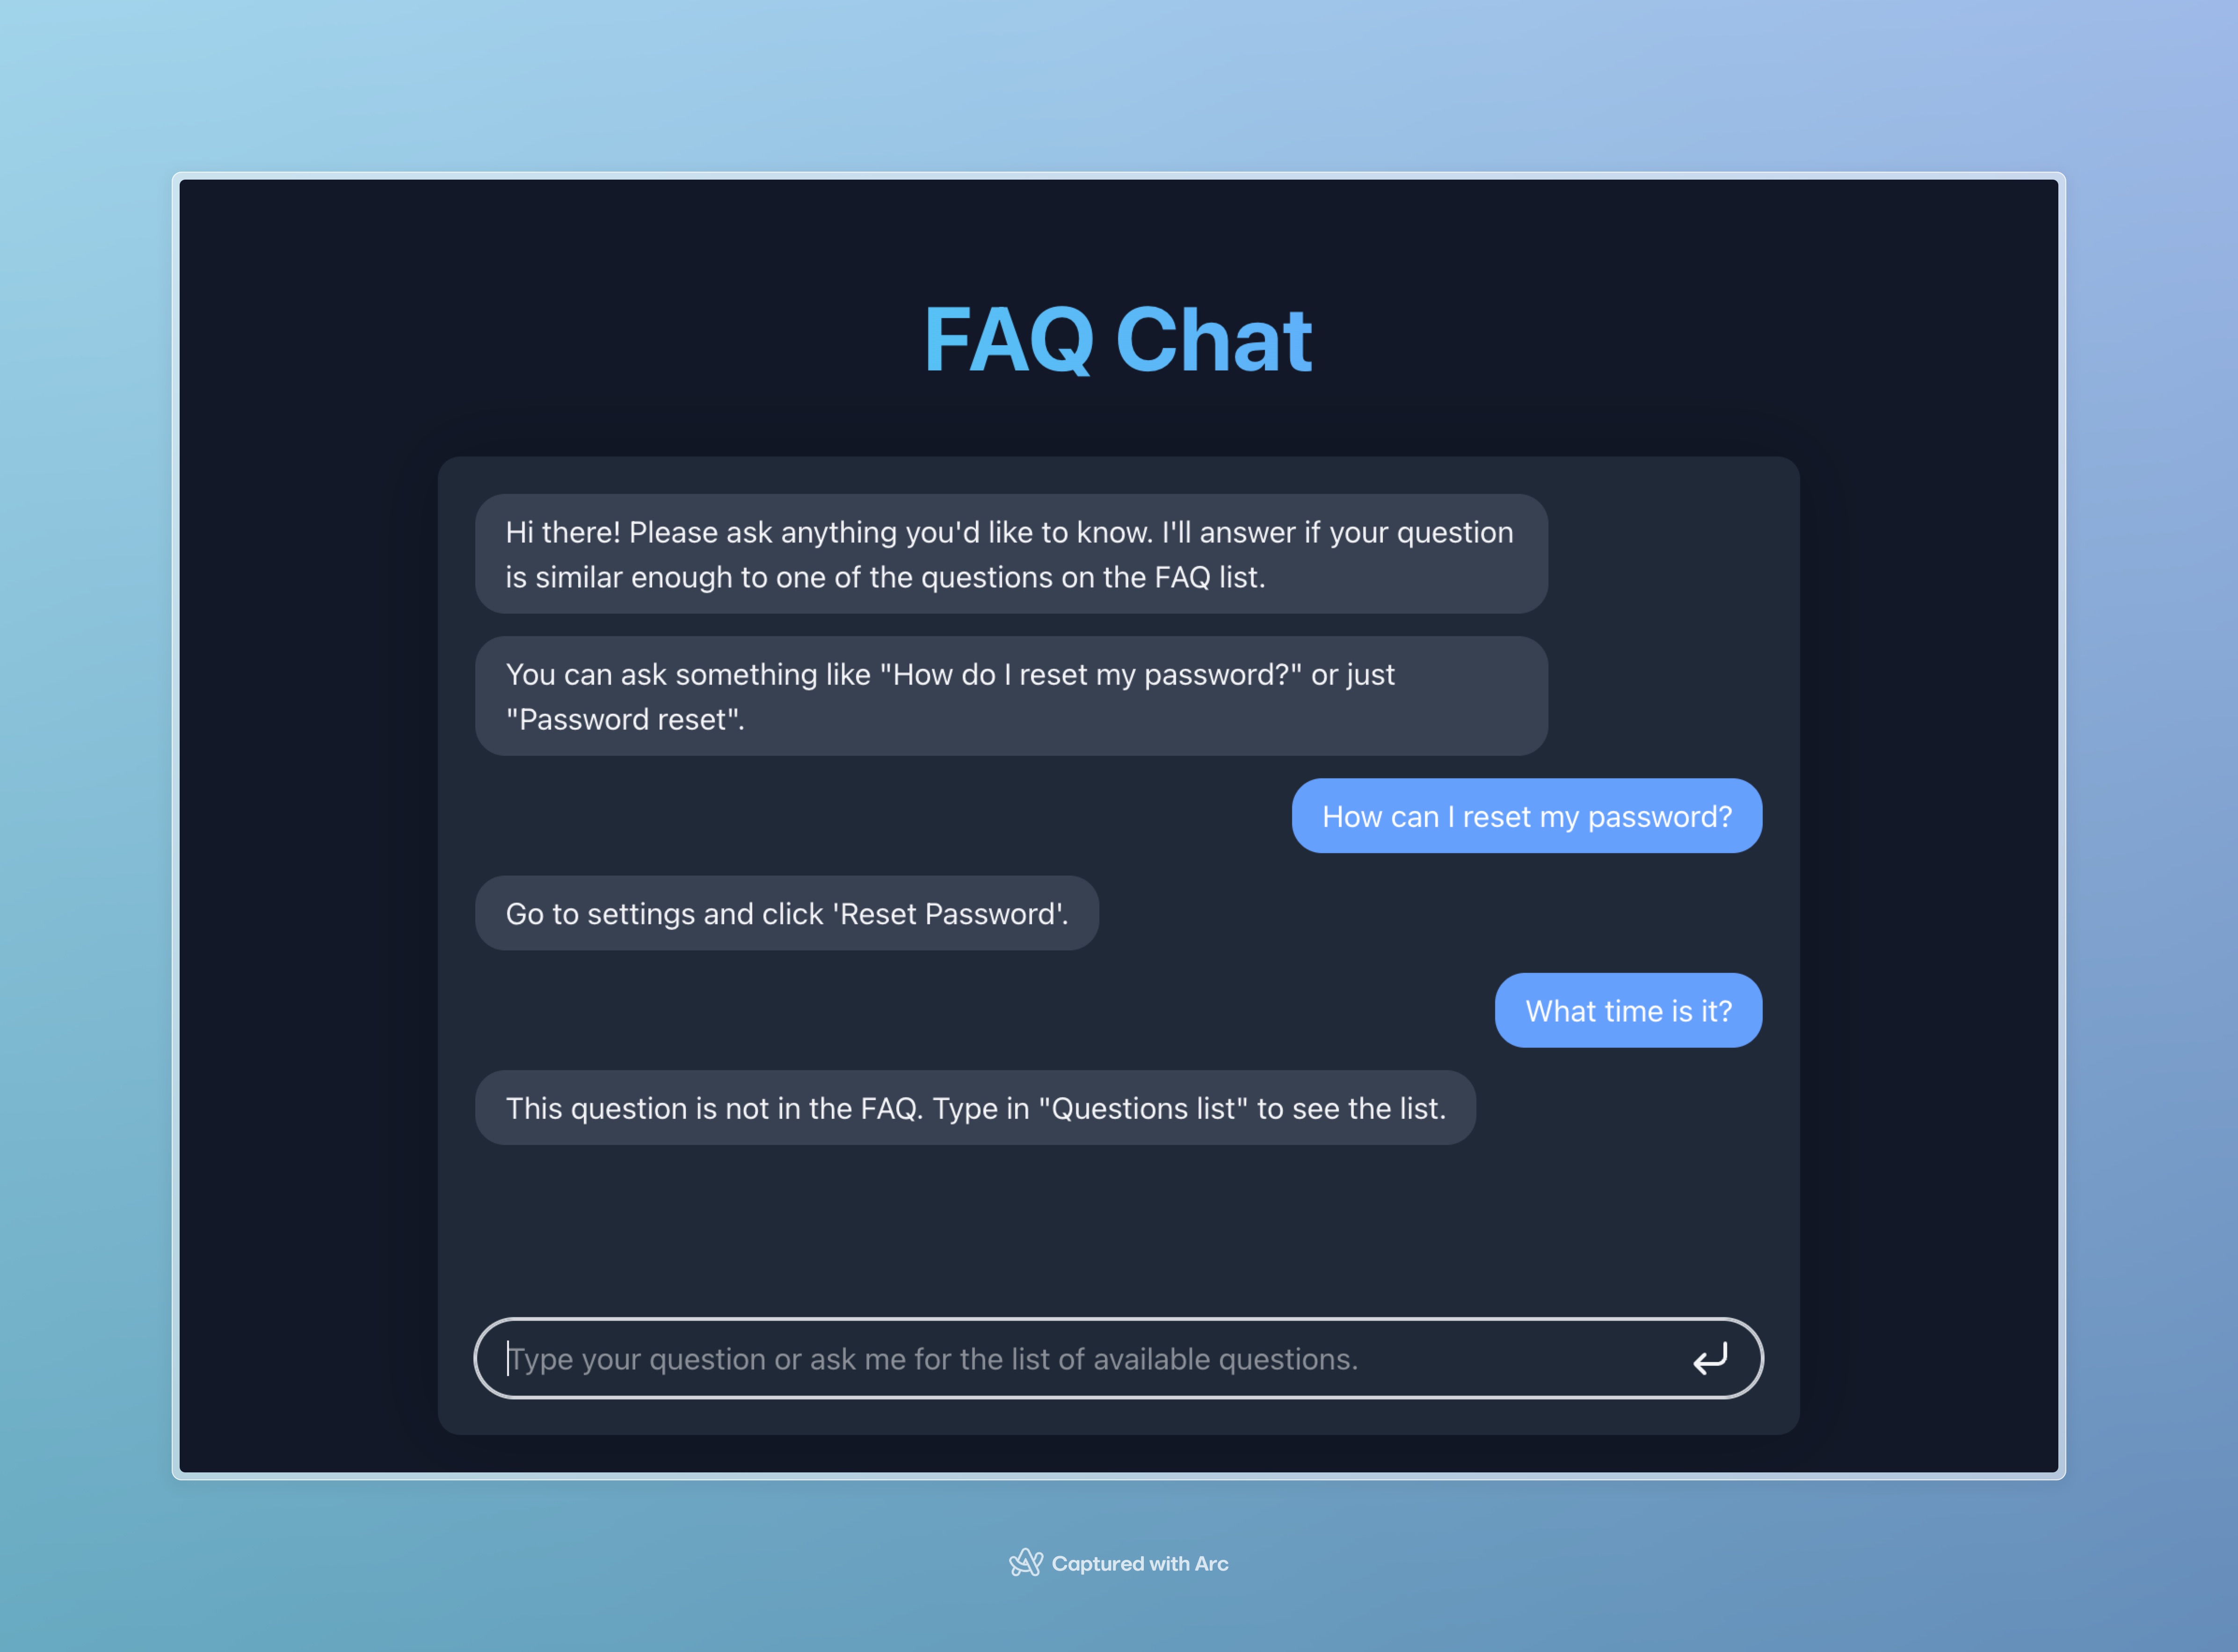 FAQ Chat
Hi there! Please ask anything you'd like to know. I'll answer if your question
is similar enough to one of the questions on the FAQ list.
You can ask something like "How do I reset my password?" or just
"Password reset".
How can I reset my password?
Go to settings and click 'Reset Password'.
What time is it?
This question is not in the FAQ. Type in "Questions list" to see the list.
Type your question or ask me for the list of available questions.
Captured with Arc